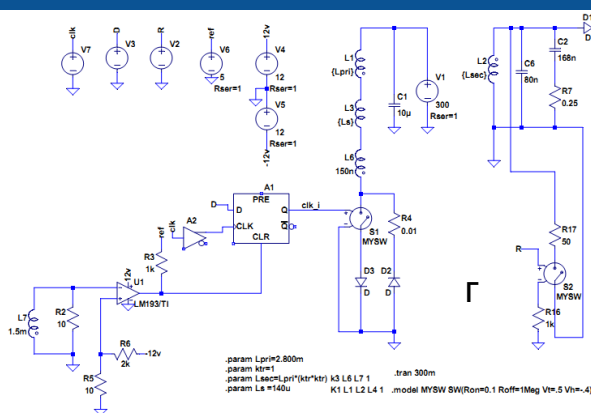 clk
D
R
ref
-12v
V7
V3
V2
V6
5
Rser=1
V4
12
Rser=1
V5
12
Rser=1
-12v
L1
{Lpri}
L3
{Ls}
L6
150n
C1
10µ
V1
300
Rser=1
L2
{Lsec}
C6
80n
C2
168n
R7
0.25
D1
D
A1
PRE
D
D
Q
clk_i
CLK
Q
CLR
A2
clk
ref
R3
1k
12v
U1
LM193/TI
L7
1.5m
R2
10
R6
2k
-12v
R5
10
S1
MYSW
R4
0.01
D3
D
D2
D
Г
R17
50
R
S2
MYSW
R16
1k
.param Lpri=2.800m
.param ktr=1
.param Lsec=Lpri*(ktr*ktr) k3 L6 L7 1
.param Ls =140u
K1 L1 L2 L4 1
.tran 300m
.model MYSW SW(Ron=0.1 Roff=1Meg Vt=.5 Vh=-.4)